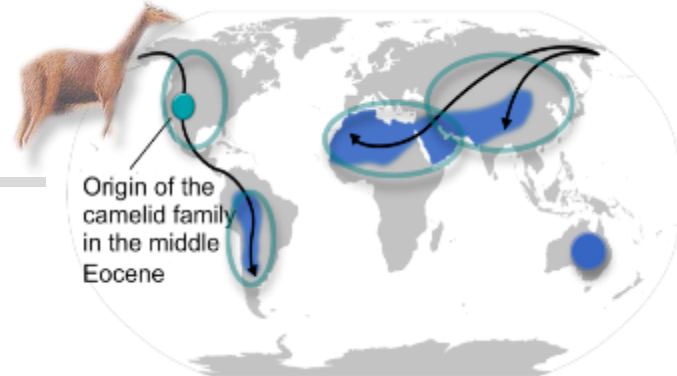 Origin of the
camelid family
in the middle
Eocene